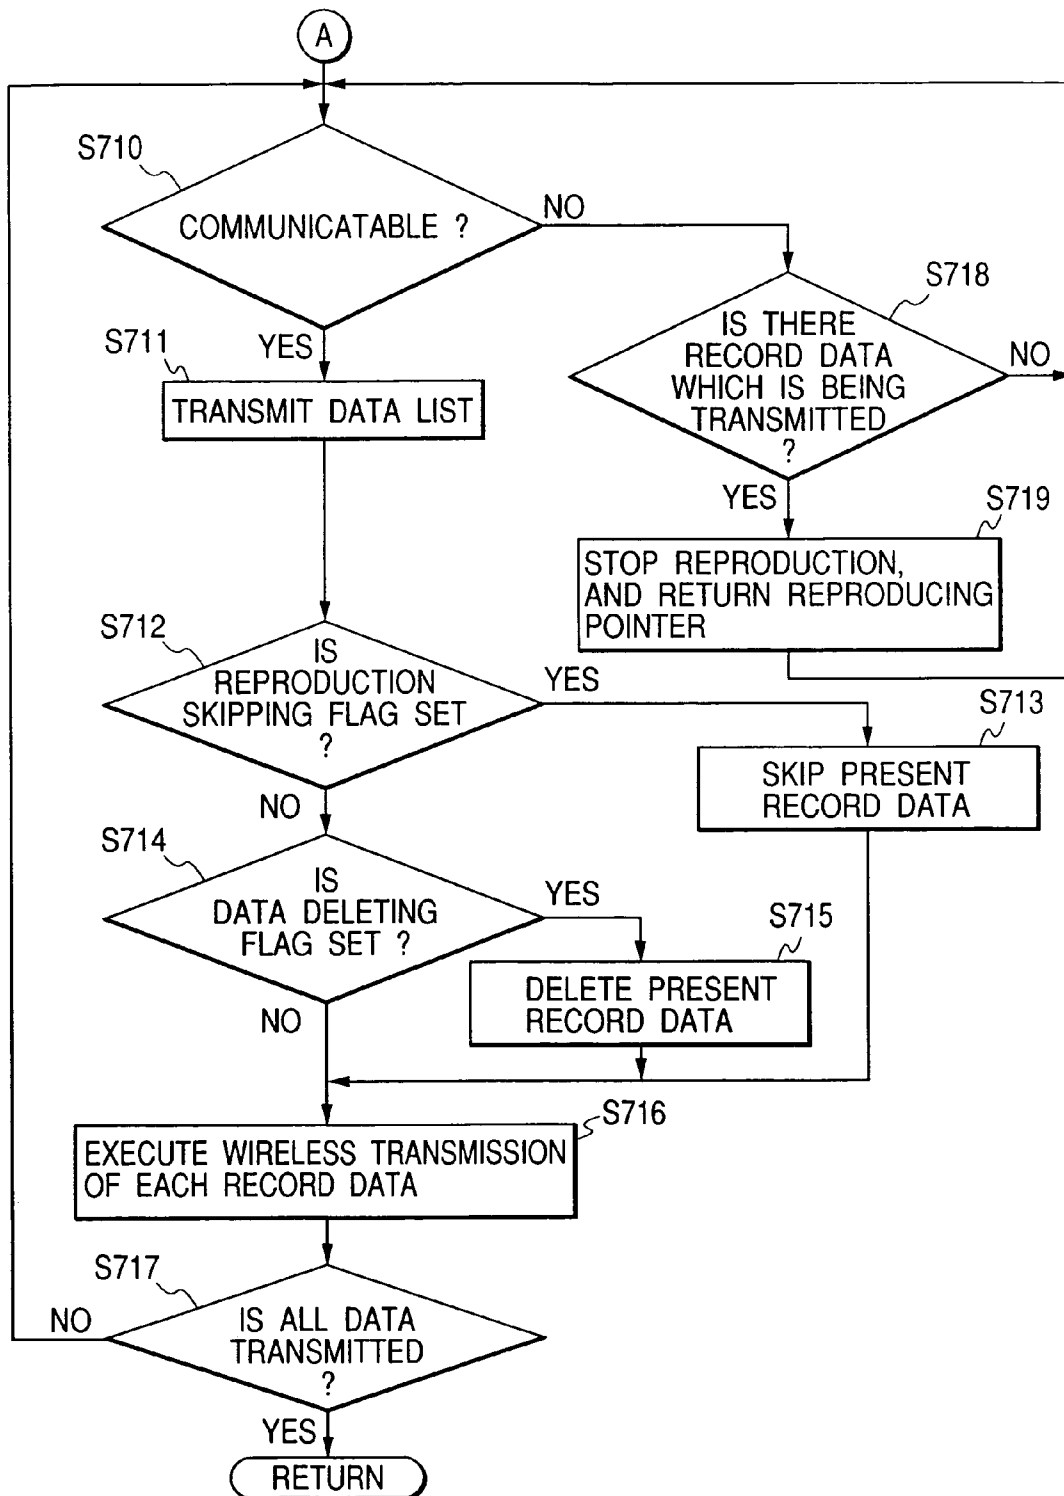 A
S710
COMMUNICATABLE ?
NO
S718
IS THERE
RECORD DATA
WHICH IS BEING
TRANSMITTED
?
NO
YES
S711
TRANSMIT DATA LIST
YES
S719
STOP REPRODUCTION,
AND RETURN REPRODUCING
POINTER
S712
IS
REPRODUCTION
SKIPPING FLAG SET
?
YES
S713
SKIP PRESENT
RECORD DATA
NO
S714
IS
DATA DELETING
FLAG SET ?
YES
S715
DELETE PRESENT
RECORD DATA
NO
S716
EXECUTE WIRELESS TRANSMISSION
OF EACH RECORD DATA
S717
NO
IS ALL DATA
TRANSMITTED
?
YES
RETURN